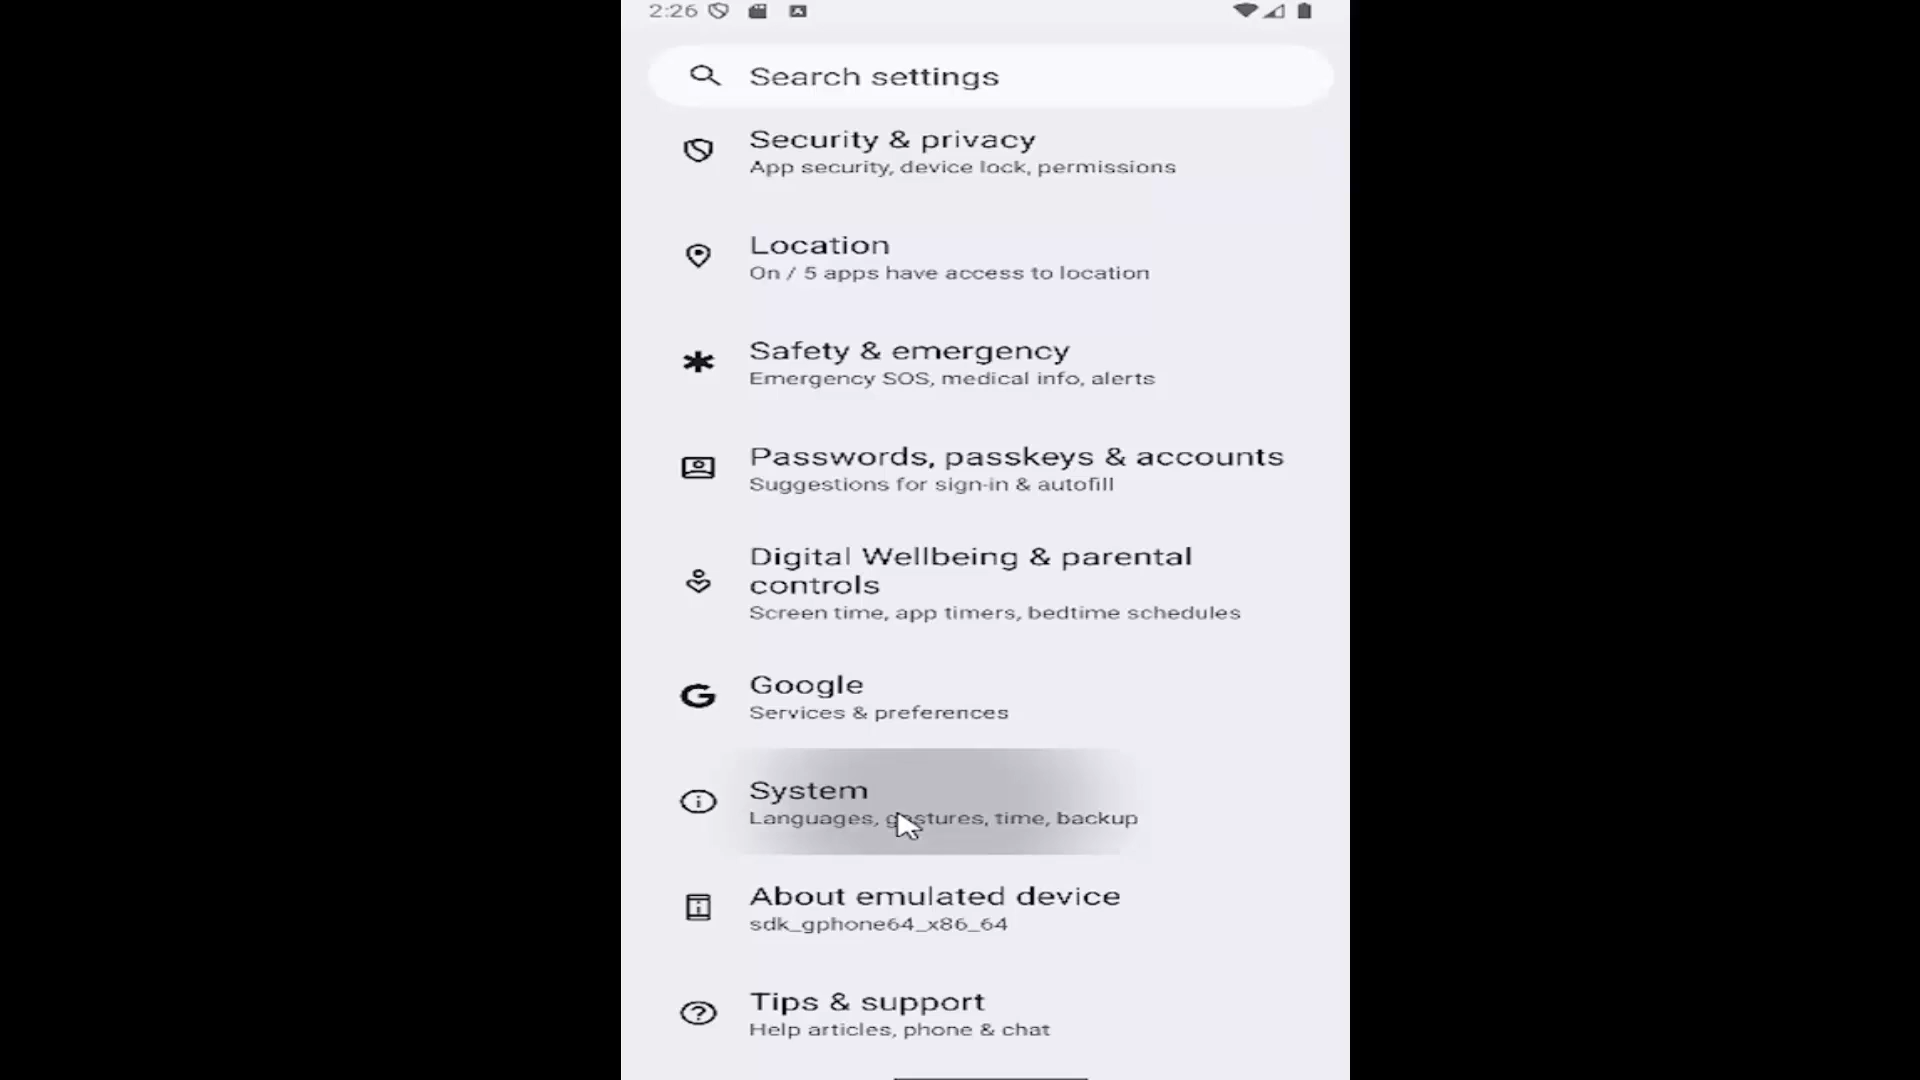 2:26
Search settings
Security & privacy
App security, device lock, permissions
Location
On / 5 apps have access to location
Safety & emergency
Emergency SOS, medical info, alerts
Passwords, passkeys & accounts
Suggestions for sign-in & autofill
Digital Wellbeing & parental
controls
Screen time, app timers, bedtime schedules
Google
Services & preferences
System
Languages, gestures, time, backup
About emulated device
sdk_gphone64_x86_64
Tips & support
Help articles, phone & chat